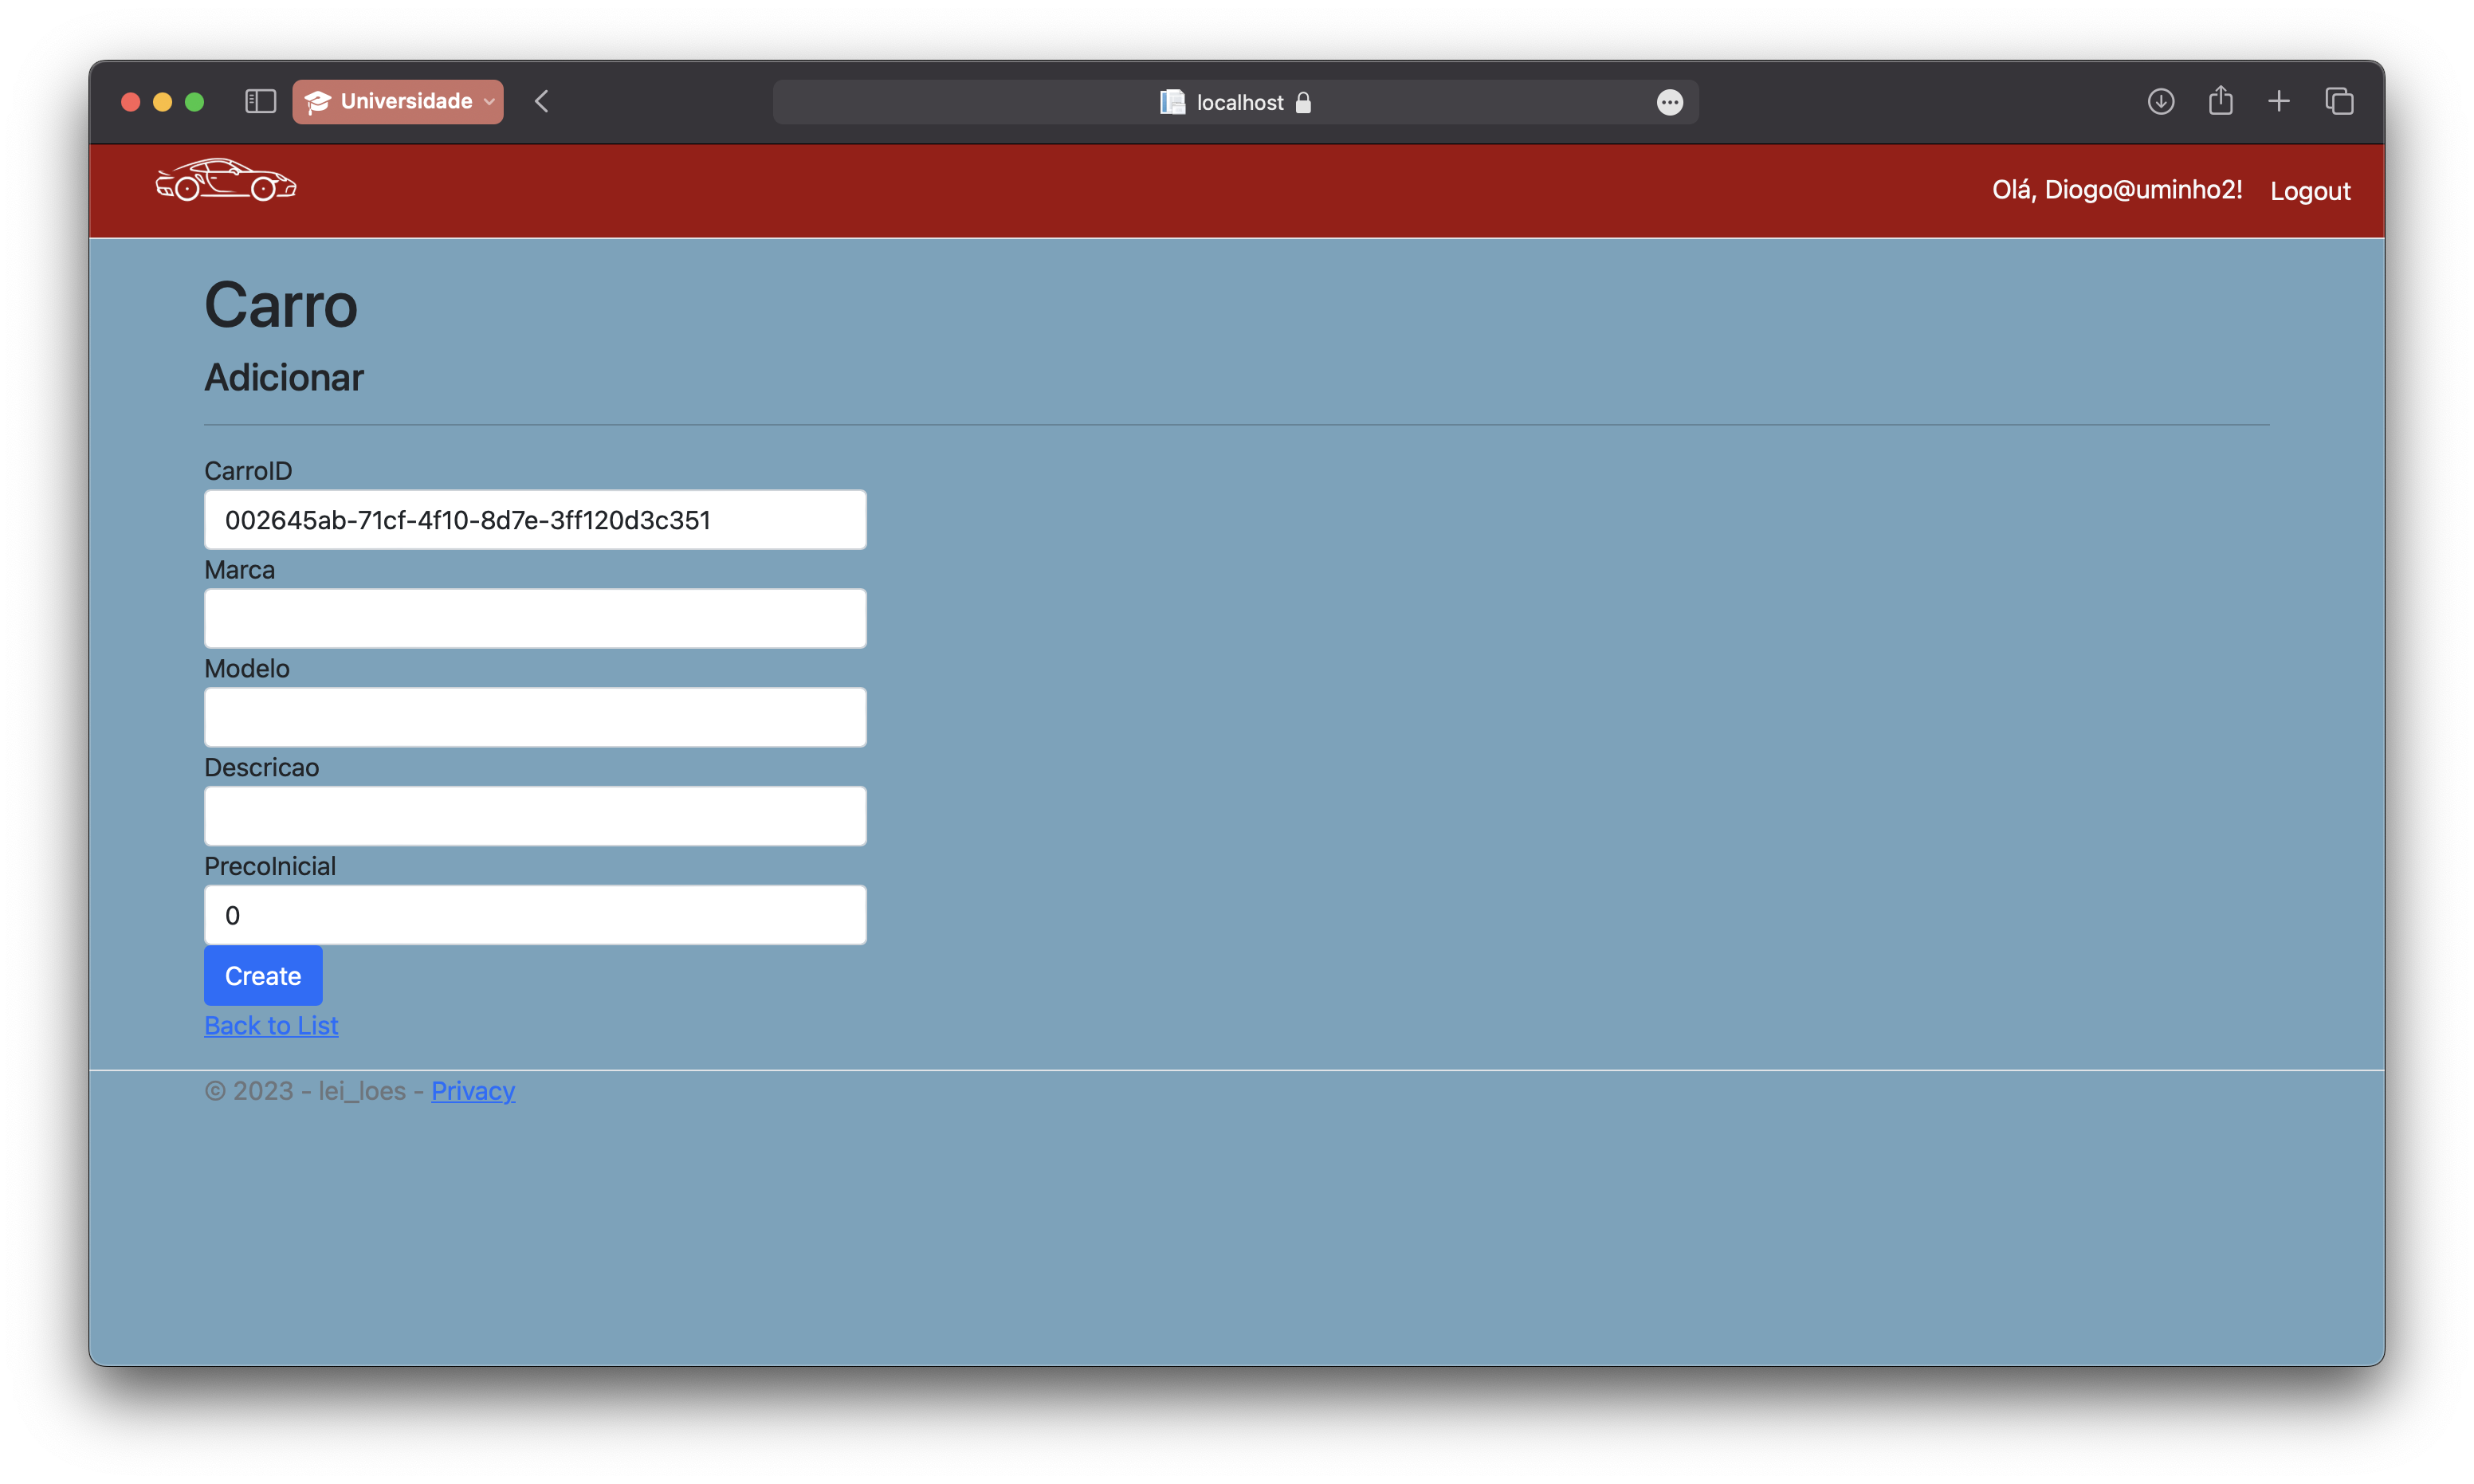 Universidade
localhost
Olá, Diogo@uminho2! Logout
Carro
Adicionar
CarroID
002645ab-71cf-4f10-8d7e-3ff120d3c351
Marca
Modelo
Descricao
PrecoInicial
0
Create
Back to List
© 2023 - lei_loes - Privacy